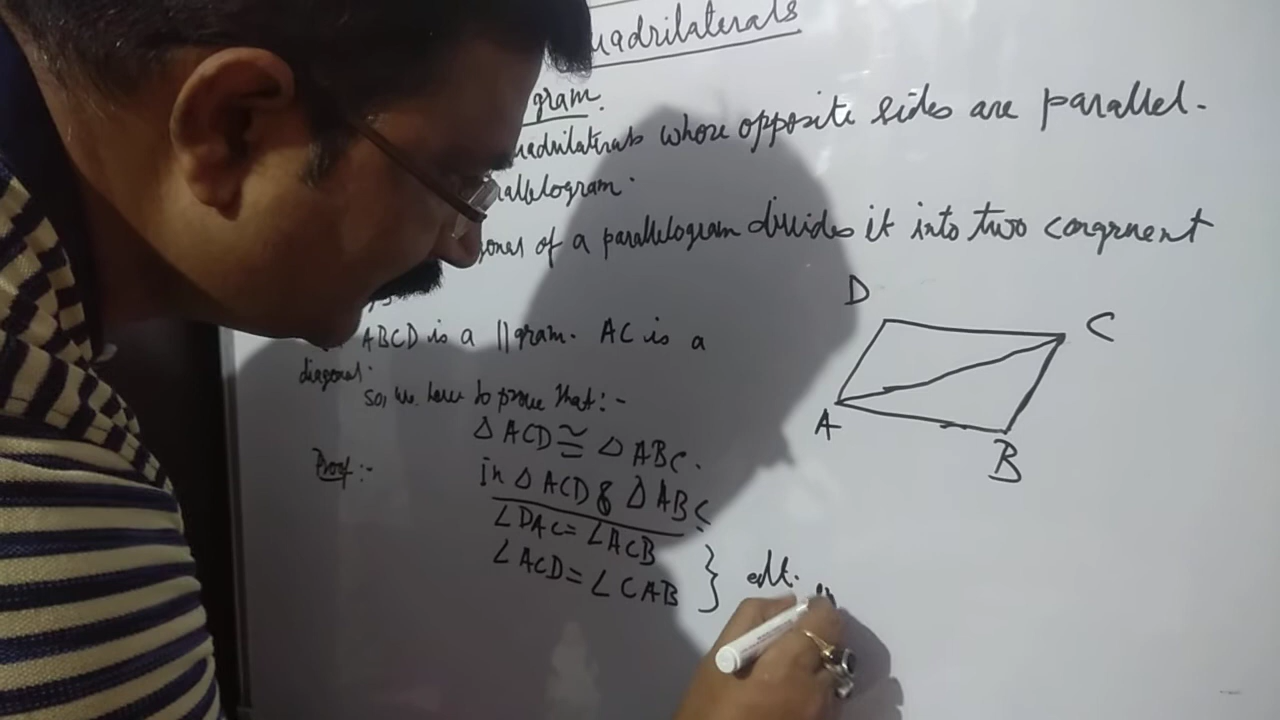 uadrilaterals
gram.
uadrilaterals whose opposite sides are parallel.
rallelogram.
gonal of a parallelogram divides it into two congruent
ABCD is a ||gram. AC is a
diagonal.
So, we have to prove that:-
△ ACD ≅ △ ABC.
Proof:-
in △ ACD & △ ABC
∠DAC = ∠ACB
∠ACD = ∠CAB } alt.
D
C
A
B